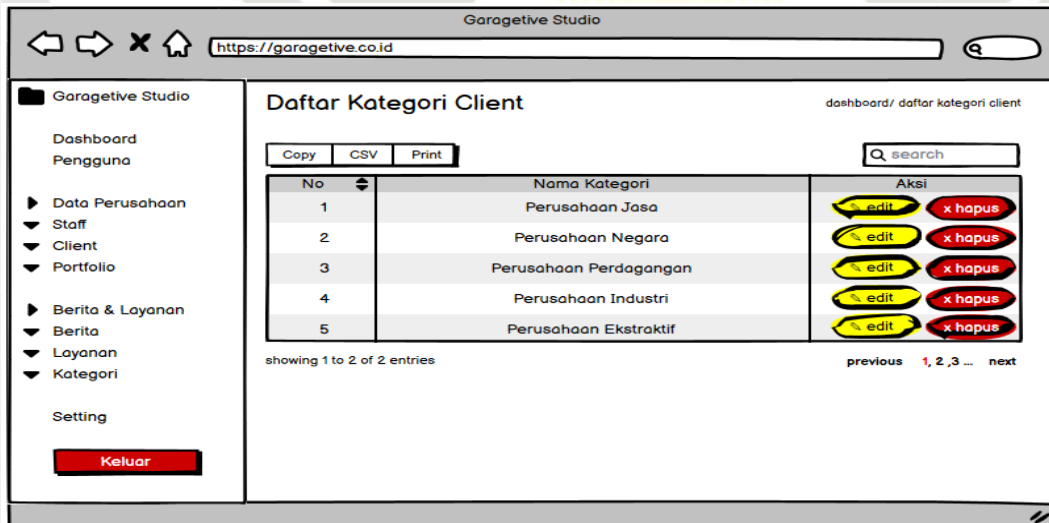 Garagetive Studio
https://garagetive.co.id
Garagetive Studio
Dashboard
Pengguna
Data Perusahaan
Staff
Client
Portfolio
Berita & Layanan
Berita
Layanan
Kategori
Setting
Keluar
Daftar Kategori Client
dashboard/ daftar kategori client
Copy CSV Print
search
No Nama Kategori Aksi
1 Perusahaan Jasa edit x hapus
2 Perusahaan Negara edit x hapus
3 Perusahaan Perdagangan edit x hapus
4 Perusahaan Industri edit x hapus
5 Perusahaan Ekstraktif edit x hapus
showing 1 to 2 of 2 entries
previous 1, 2 ,3 ... next